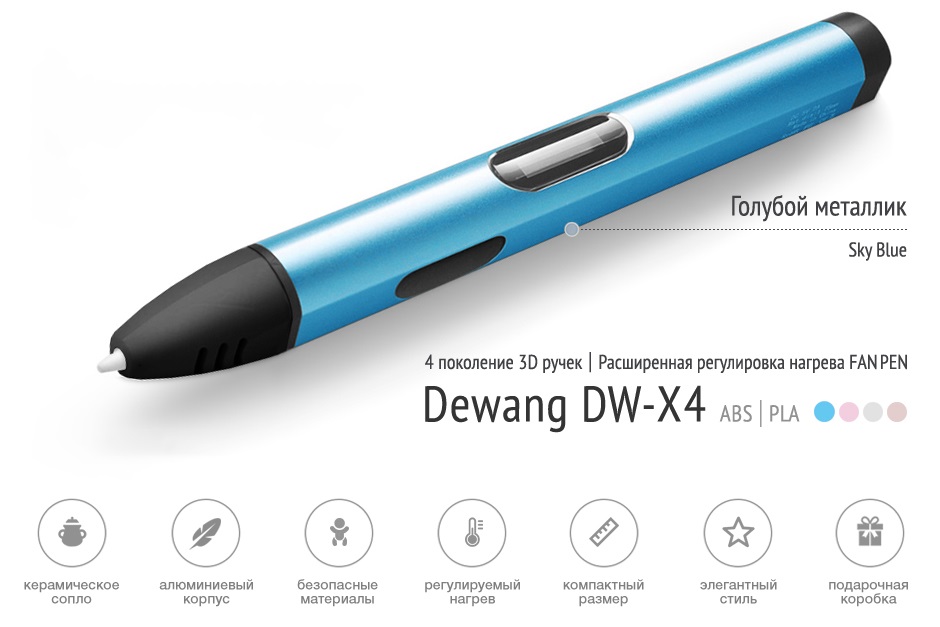 Голубой металлик
Sky Blue
4 поколение 3D ручек | Расширенная регулировка нагрева FAN PEN
Dewang DW-X4 ABS | PLA
керамическое
сопло
алюминиевый
корпус
безопасные
материалы
регулируемый
нагрев
компактный
размер
элегантный
стиль
подарочная
коробка